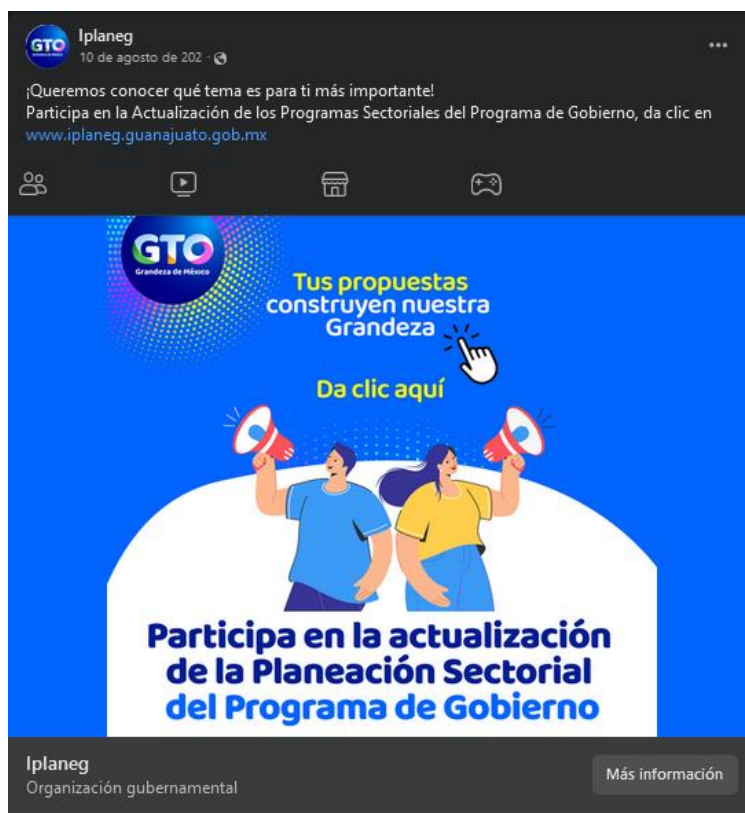 Iplaneg
10 de agosto de 202 ·
¡Queremos conocer qué tema es para ti más importante!
Participa en la Actualización de los Programas Sectoriales del Programa de Gobierno, da clic en
www.iplaneg.guanajuato.gob.mx
GTO
Grandeza de México
Tus propuestas
construyen nuestra
Grandeza
Da clic aquí
Participa en la actualización
de la Planeación Sectorial
del Programa de Gobierno
Iplaneg
Organización gubernamental
Más información